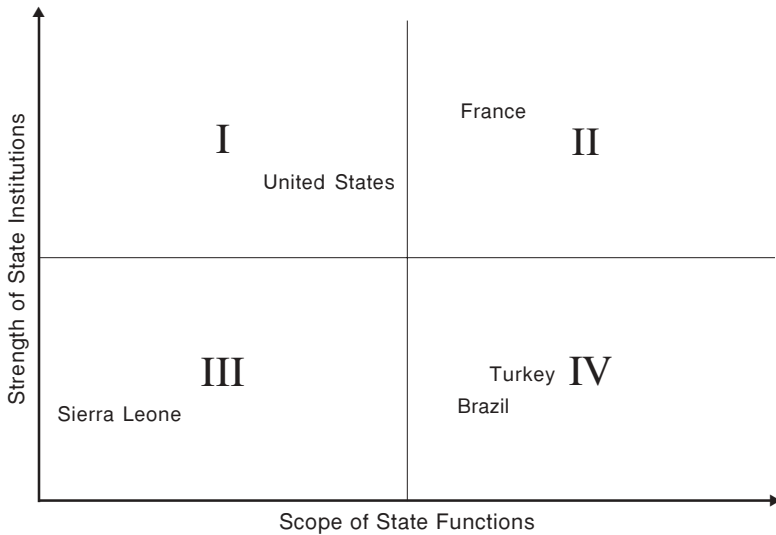 Strength of State Institutions
I
II
France
United States
III
IV
Turkey
Brazil
Sierra Leone
Scope of State Functions